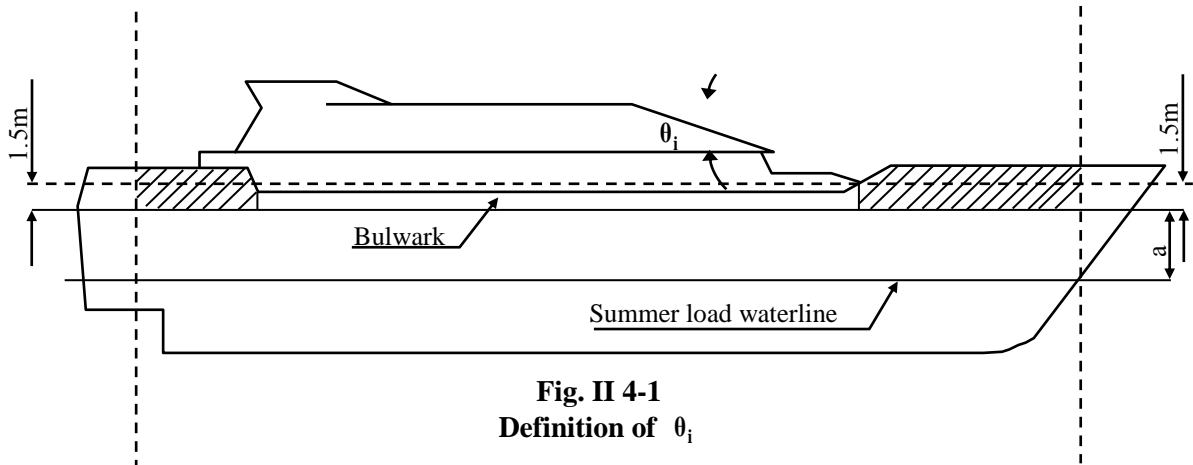 1.5m
θi
1.5m
Bulwark
a
Summer load waterline
Fig. II 4-1
Definition of θi